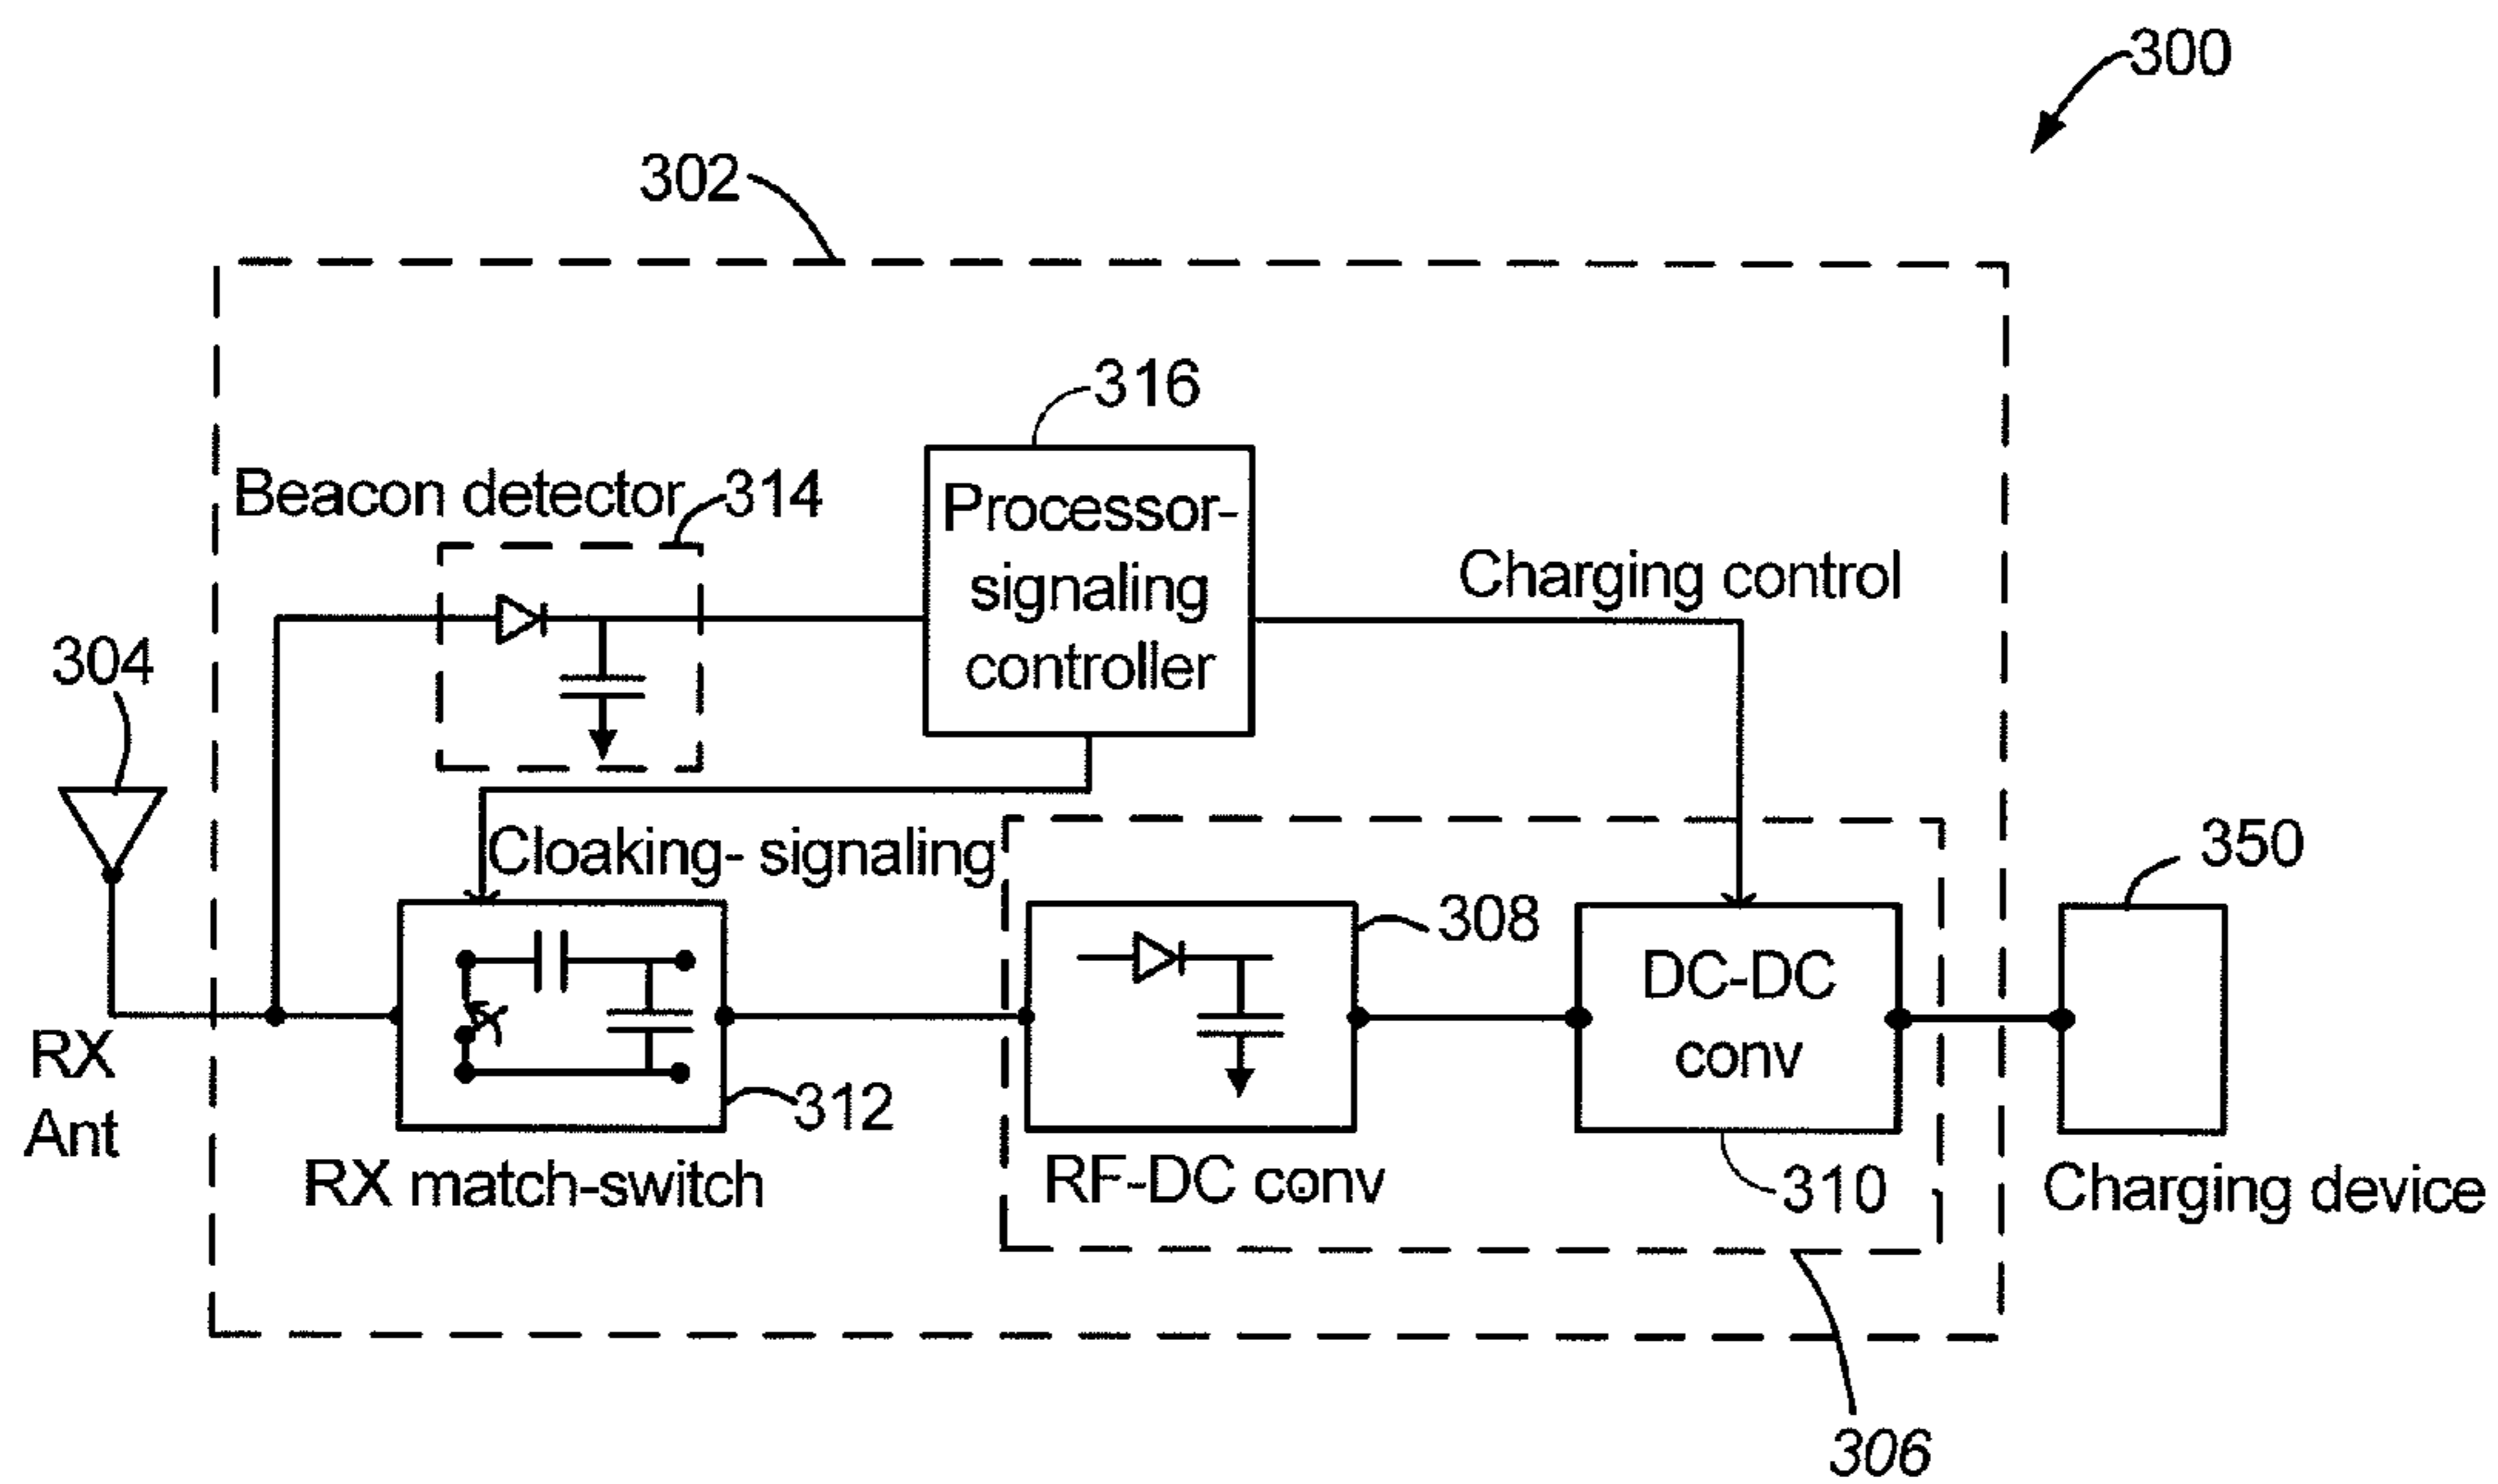 300
302
316
Beacon detector
314
Processor-
signaling
controller
Charging control
304
Cloaking- signaling
350
308
DC-DC
conv
RX
Ant
312
RX match-switch
RF-DC conv
310
Charging device
306